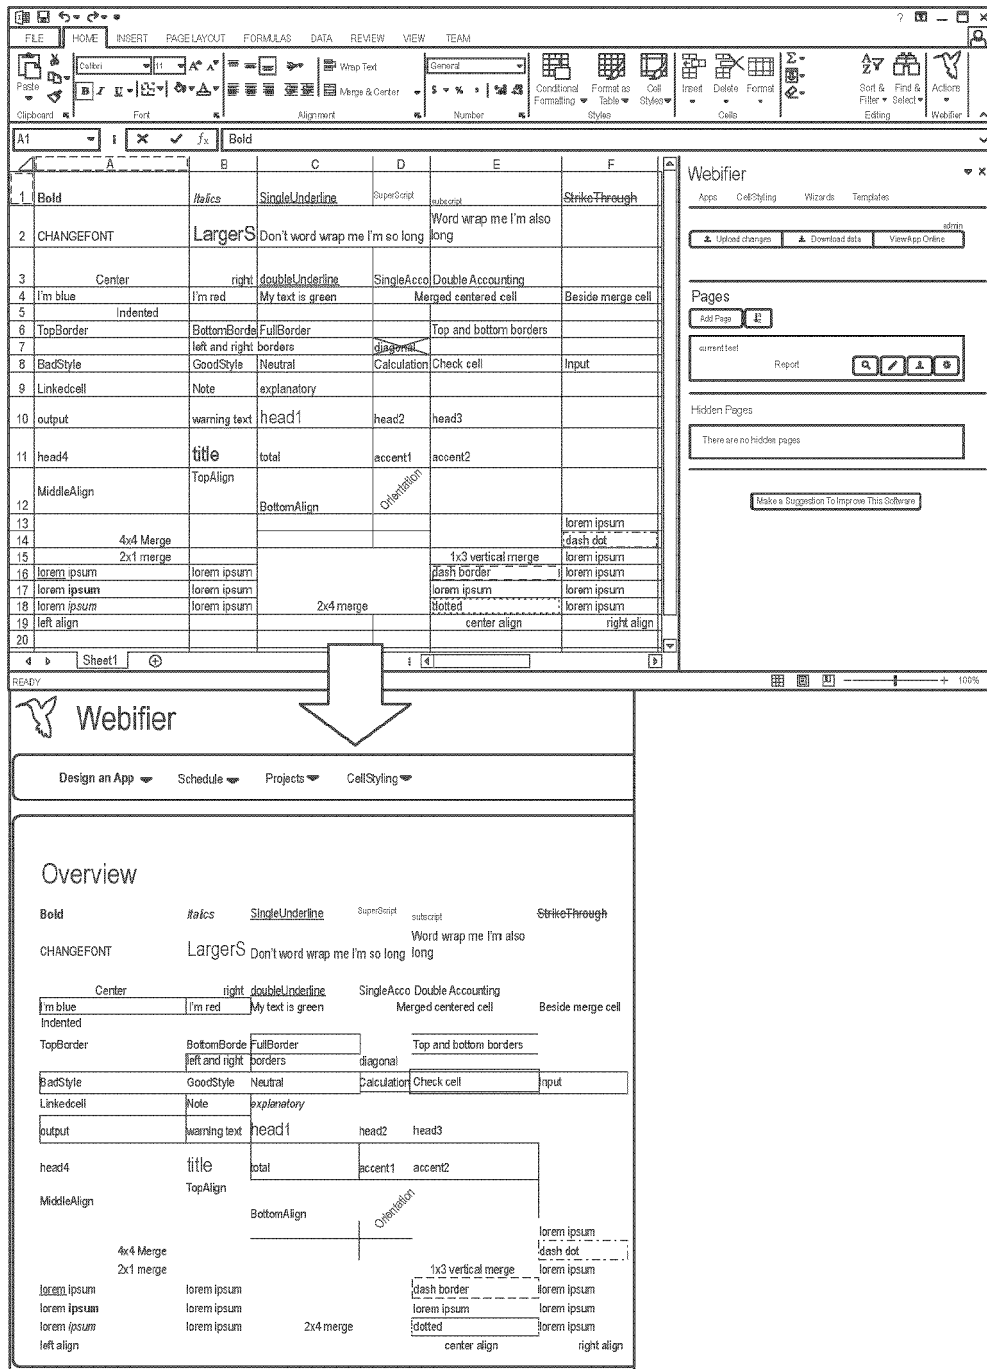 ?
FILE HOME INSERT PAGE LAYOUT FORMULAS DATA REVIEW VIEW TEAM
Paste Calibri 11 A A Wrap Text General Conditional Formatting Format as Table Cell Styles Insert Delete Format Sort & Filter Find & Select Actions
B I U A Merge & Center $ %
Clipboard Font Alignment Number Styles Cells Editing Webifier
A1 fx Bold
A B C D E F
1 Bold Italics SingleUnderline SuperScript subscript StrikeThrough
2 CHANGEFONT LargerS Don't word wrap me I'm so long Word wrap me I'm also long
3 Center right doubleUnderline SingleAcco Double Accounting
4 I'm blue I'm red My text is green Merged centered cell Beside merge cell
5 Indented
6 TopBorder BottomBorde FullBorder Top and bottom borders
7 left and right borders diagonal
8 BadStyle GoodStyle Neutral Calculation Check cell Input
9 Linkedcell Note explanatory
10 output warning text head1 head2 head3
11 head4 title total accent1 accent2
12 MiddleAlign TopAlign BottomAlign Orientation
13 lorem ipsum
14 4x4 Merge dash dot
15 2x1 merge 1x3 vertical merge lorem ipsum
16 lorem ipsum lorem ipsum dash border lorem ipsum
17 lorem ipsum lorem ipsum lorem ipsum lorem ipsum
18 lorem ipsum lorem ipsum 2x4 merge dotted lorem ipsum
19 left align center align right align
20
Sheet1
READY 100%
Webifier
Apps CellStyling Wizards Templates
admin
Upload changes Download data View App Online
Pages
Add Page
current test
Report
Hidden Pages
There are no hidden pages
Make a Suggestion To Improve This Software
Webifier
Design an App Schedule Projects CellStyling
Overview
Bold Italics SingleUnderline SuperScript subscript StrikeThrough
CHANGEFONT LargerS Don't word wrap me I'm so long Word wrap me I'm also long
Center right doubleUnderline SingleAcco Double Accounting
I'm blue I'm red My text is green Merged centered cell Beside merge cell
Indented
TopBorder BottomBorde FullBorder Top and bottom borders
left and right borders diagonal
BadStyle GoodStyle Neutral Calculation Check cell Input
Linkedcell Note explanatory
output warning text head1 head2 head3
head4 title total accent1 accent2
MiddleAlign TopAlign BottomAlign Orientation
lorem ipsum
4x4 Merge dash dot
2x1 merge 1x3 vertical merge lorem ipsum
lorem ipsum lorem ipsum dash border lorem ipsum
lorem ipsum lorem ipsum lorem ipsum lorem ipsum
lorem ipsum lorem ipsum 2x4 merge dotted lorem ipsum
left align center align right align